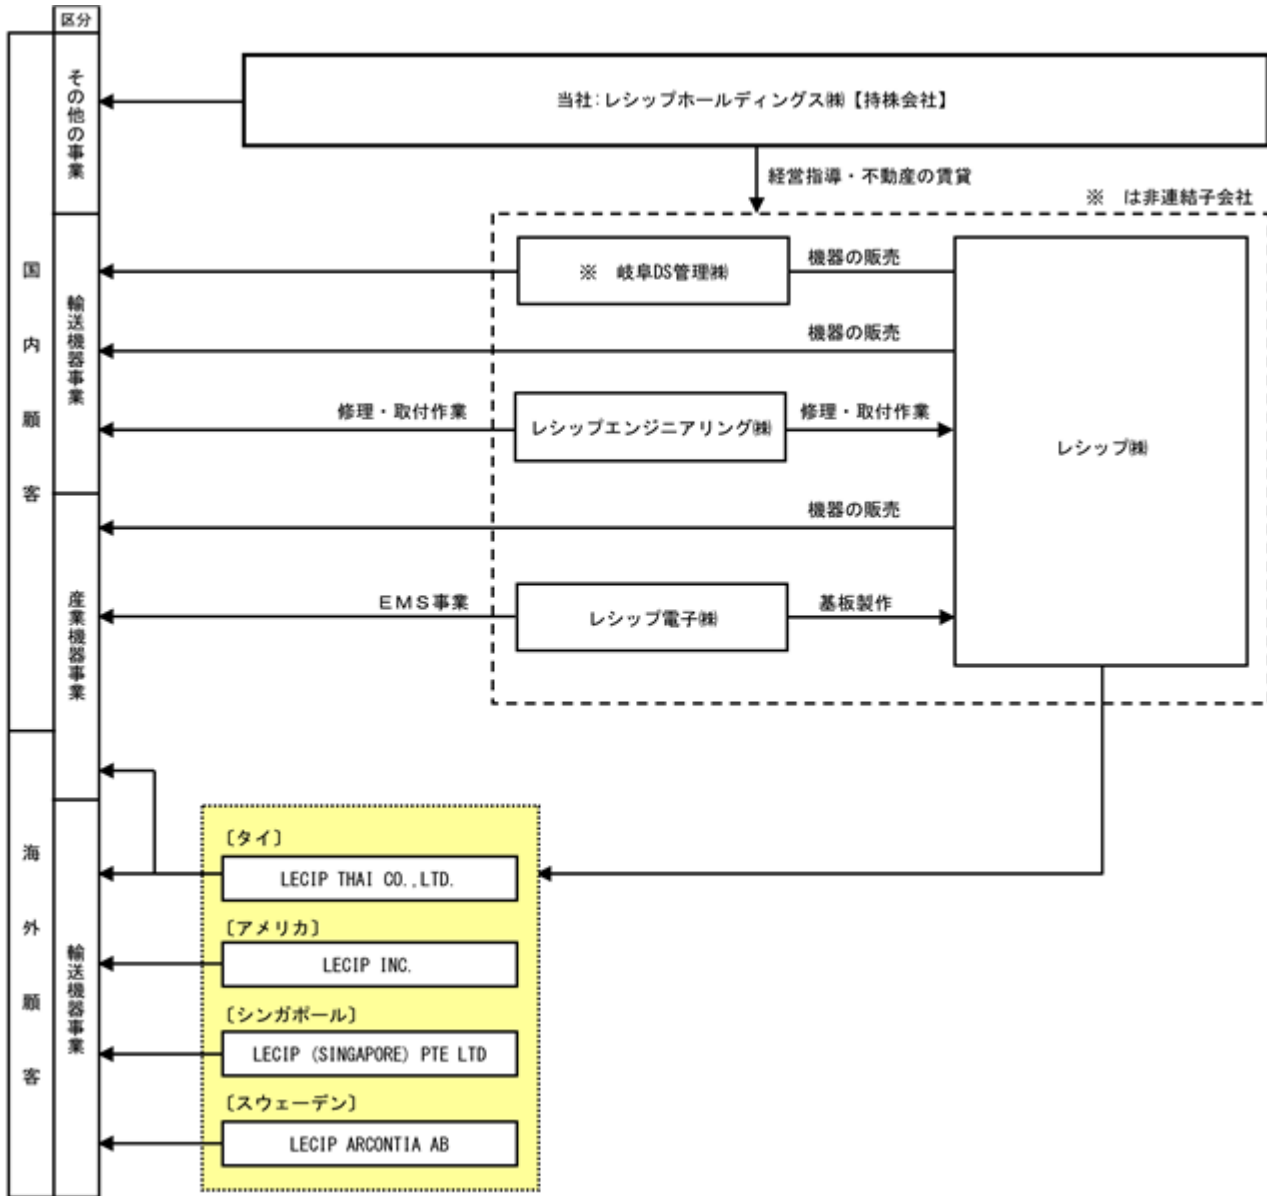 区分
その他の事業
当社：レシップホールディングス㈱【持株会社】
経営指導・不動産の賃貸
※　は非連結子会社
国内顧客
輸送機器事業
※　岐阜DS管理㈱
機器の販売
機器の販売
修理・取付作業
レシップエンジニアリング㈱
修理・取付作業
レシップ㈱
機器の販売
産業機器事業
ＥＭＳ事業
レシップ電子㈱
基板製作
海外顧客
輸送機器事業
〔タイ〕
LECIP THAI CO.,LTD.
〔アメリカ〕
LECIP INC.
〔シンガポール〕
LECIP (SINGAPORE) PTE LTD
〔スウェーデン〕
LECIP ARCONTIA AB